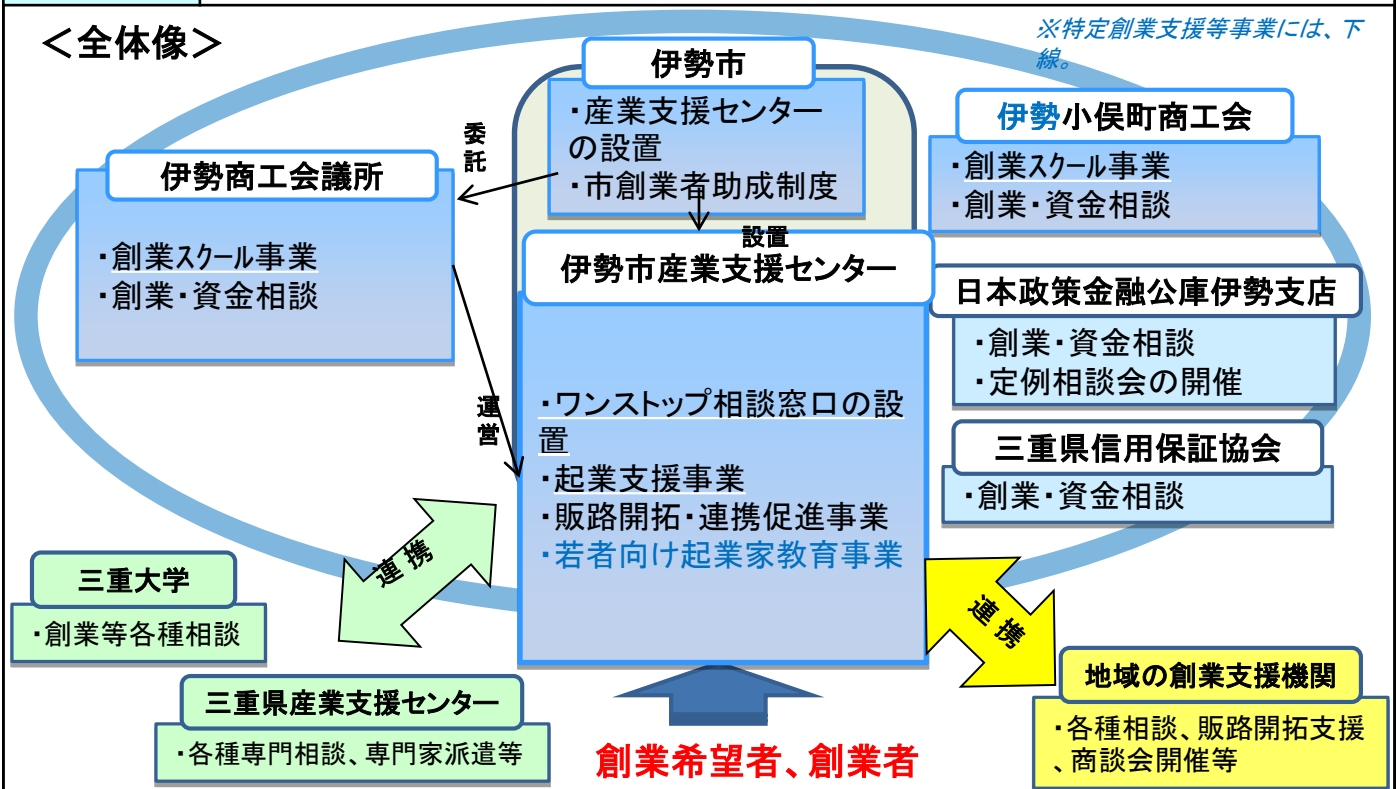 ＜全体像＞
※特定創業支援等事業には、下
線。
伊勢市
・産業支援センター
の設置
・市創業者助成制度
委
託
設置
伊勢商工会議所
・創業スクール事業
・創業・資金相談
運
営
伊勢市産業支援センター
・ワンストップ相談窓口の設
置
・起業支援事業
・販路開拓・連携促進事業
・若者向け起業家教育事業
伊勢小俣町商工会
・創業スクール事業
・創業・資金相談
日本政策金融公庫伊勢支店
・創業・資金相談
・定例相談会の開催
三重県信用保証協会
・創業・資金相談
連携
三重大学
・創業等各種相談
三重県産業支援センター
・各種専門相談、専門家派遣等
連携
地域の創業支援機関
・各種相談、販路開拓支援
、商談会開催等
創業希望者、創業者